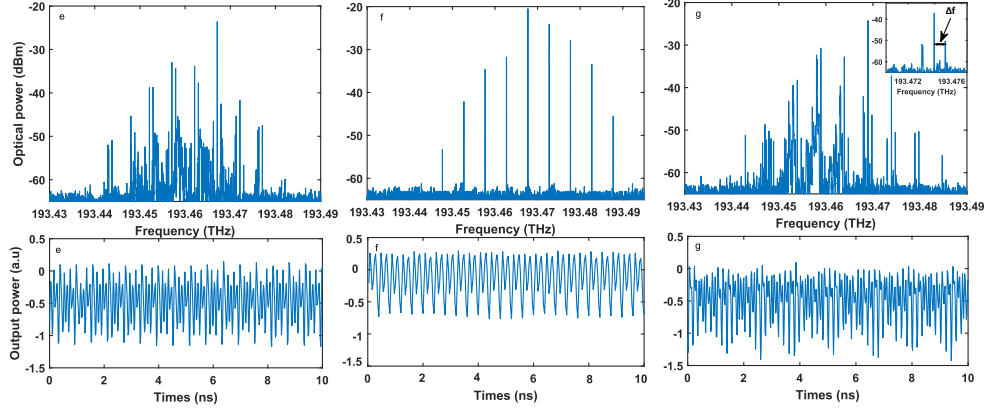 e
Optical power (dBm)
-20
-30
-40
-50
-60
193.43 193.44 193.45 193.46 193.47 193.48 193.49
Frequency (THz)
f
-20
-30
-40
-50
-60
193.43 193.44 193.45 193.46 193.47 193.48 193.49
Frequency (THz)
g
-20
-30
-40
-50
-60
193.43 193.44 193.45 193.46 193.47 193.48 193.49
Frequency (THz)
Δf
-40
-50
-60
193.472 193.476
Frequency (THz)
e
Output power (a.u)
0.5
0
-0.5
-1
-1.5
0 2 4 6 8 10
Times (ns)
f
0.5
0
-0.5
-1
-1.5
0 2 4 6 8 10
Times (ns)
g
0.5
0
-0.5
-1
-1.5
0 2 4 6 8 10
Times (ns)